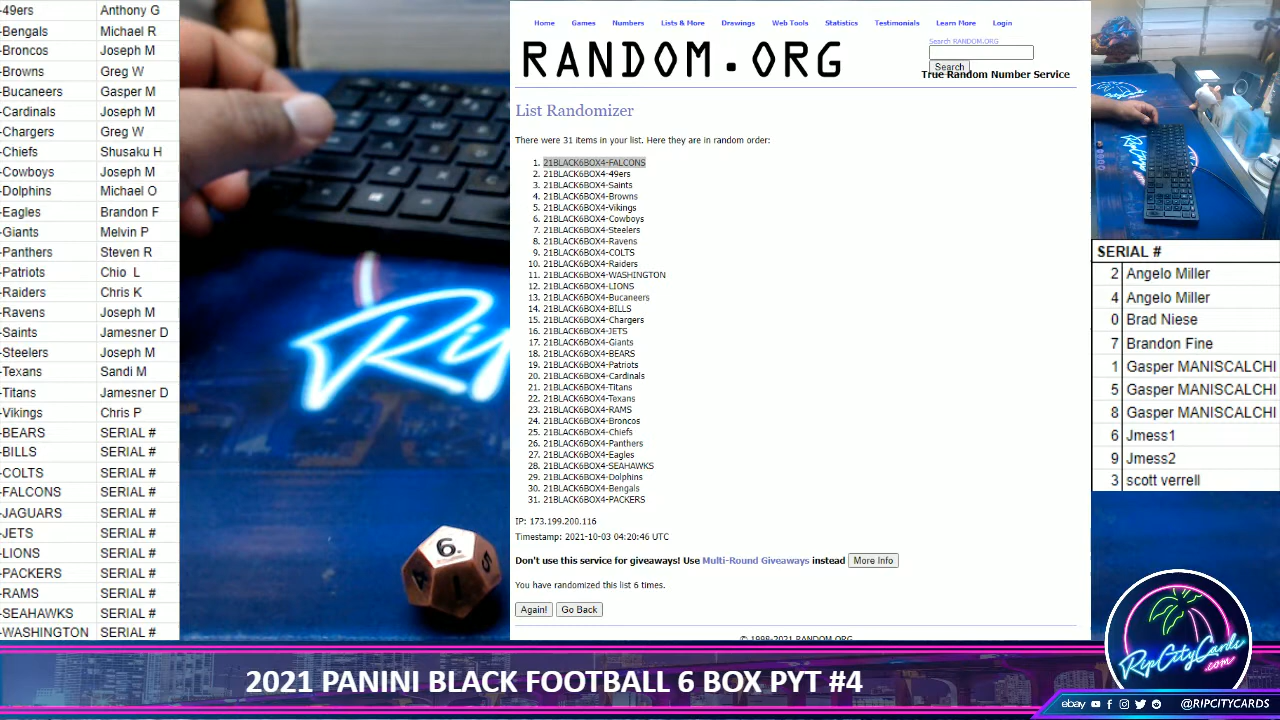 -49ers Anthony G
-Bengals Michael R
-Broncos Joseph M
-Browns Greg W
-Bucaneers Gasper M
-Cardinals Joseph M
-Chargers Greg W
-Chiefs Shusaku H
-Cowboys Joseph M
-Dolphins Michael O
-Eagles Brandon F
-Giants Melvin P
-Panthers Steven R
-Patriots Chio L
-Raiders Chris K
-Ravens Joseph M
-Saints Jamesner D
-Steelers Joseph M
-Texans Sandi M
-Titans Jamesner D
-Vikings Chris P
-BEARS SERIAL #
-BILLS SERIAL #
-COLTS SERIAL #
-FALCONS SERIAL #
-JAGUARS SERIAL #
-JETS SERIAL #
-LIONS SERIAL #
-PACKERS SERIAL #
-RAMS SERIAL #
-SEAHAWKS SERIAL #
-WASHINGTON SERIAL #
6.
5
Home Games Numbers Lists & More Drawings Web Tools Statistics Testimonials Learn More Login
RANDOM.ORG
Search RANDOM.ORG
Search
True Random Number Service
List Randomizer
There were 31 items in your list. Here they are in random order:
1. 21BLACK6BOX4-FALCONS
2. 21BLACK6BOX4-49ers
3. 21BLACK6BOX4-Saints
4. 21BLACK6BOX4-Browns
5. 21BLACK6BOX4-Vikings
6. 21BLACK6BOX4-Cowboys
7. 21BLACK6BOX4-Steelers
8. 21BLACK6BOX4-Ravens
9. 21BLACK6BOX4-COLTS
10. 21BLACK6BOX4-Raiders
11. 21BLACK6BOX4-WASHINGTON
12. 21BLACK6BOX4-LIONS
13. 21BLACK6BOX4-Bucaneers
14. 21BLACK6BOX4-BILLS
15. 21BLACK6BOX4-Chargers
16. 21BLACK6BOX4-JETS
17. 21BLACK6BOX4-Giants
18. 21BLACK6BOX4-BEARS
19. 21BLACK6BOX4-Patriots
20. 21BLACK6BOX4-Cardinals
21. 21BLACK6BOX4-Titans
22. 21BLACK6BOX4-Texans
23. 21BLACK6BOX4-RAMS
24. 21BLACK6BOX4-Broncos
25. 21BLACK6BOX4-Chiefs
26. 21BLACK6BOX4-Panthers
27. 21BLACK6BOX4-Eagles
28. 21BLACK6BOX4-SEAHAWKS
29. 21BLACK6BOX4-Dolphins
30. 21BLACK6BOX4-Bengals
31. 21BLACK6BOX4-PACKERS
IP: 173.199.200.116
Timestamp: 2021-10-03 04:20:46 UTC
Don't use this service for giveaways! Use Multi-Round Giveaways instead More Info
You have randomized this list 6 times.
Again! Go Back
© 1998-2021 RANDOM.ORG
SERIAL #
2 Angelo Miller
4 Angelo Miller
0 Brad Niese
7 Brandon Fine
1 Gasper MANISCALCHI
5 Gasper MANISCALCHI
8 Gasper MANISCALCHI
6 Jmess1
9 Jmess2
3 scott verrell
RipCityCards
.com
2021 PANINI BLACK FOOTBALL 6 BOX PYT #4
ebay @RIPCITYCARDS